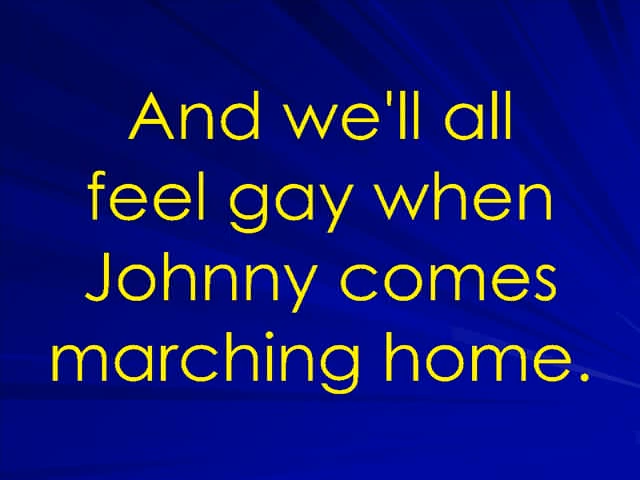 And we'll all
feel gay when
Johnny comes
marching home.